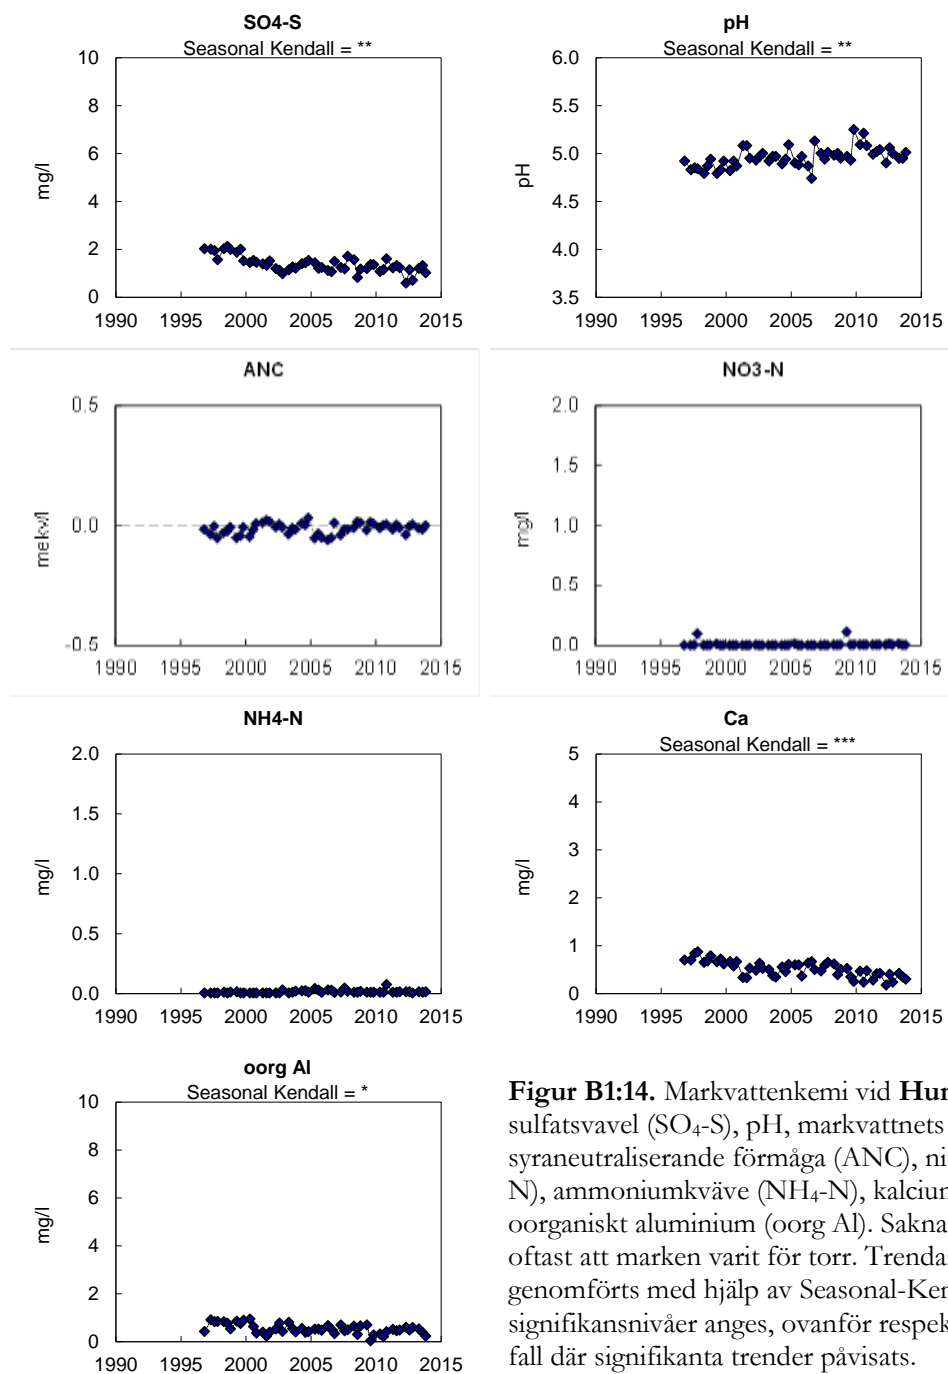 SO4-S
Seasonal Kendall = **
10
8
6
4
2
0
mg/l
1990 1995 2000 2005 2010 2015
pH
Seasonal Kendall = **
6.0
5.5
5.0
4.5
4.0
3.5
pH
1990 1995 2000 2005 2010 2015
ANC
0.5
0.0
-0.5
mekv/l
1990 1995 2000 2005 2010 2015
NO3-N
2.0
1.5
1.0
0.5
0.0
mg/l
1990 1995 2000 2005 2010 2015
NH4-N
2.0
1.5
1.0
0.5
0.0
mg/l
1990 1995 2000 2005 2010 2015
Ca
Seasonal Kendall = ***
5
4
3
2
1
0
mg/l
1990 1995 2000 2005 2010 2015
oorg Al
Seasonal Kendall = *
10
8
6
4
2
0
mg/l
1990 1995 2000 2005 2010 2015
Figur B1:14. Markvattenkemi vid
sulfatsvavel (SO4-S), pH, markvattnets
syraneutraliserande förmåga (ANC),
N), ammoniumkväve (NH4-N),
oorganiskt aluminium (oorg Al).
oftast att marken varit för torr.
genomförts med hjälp av
signifikansnivåer anges, ovanför
fall där signifikanta trender påvisats.